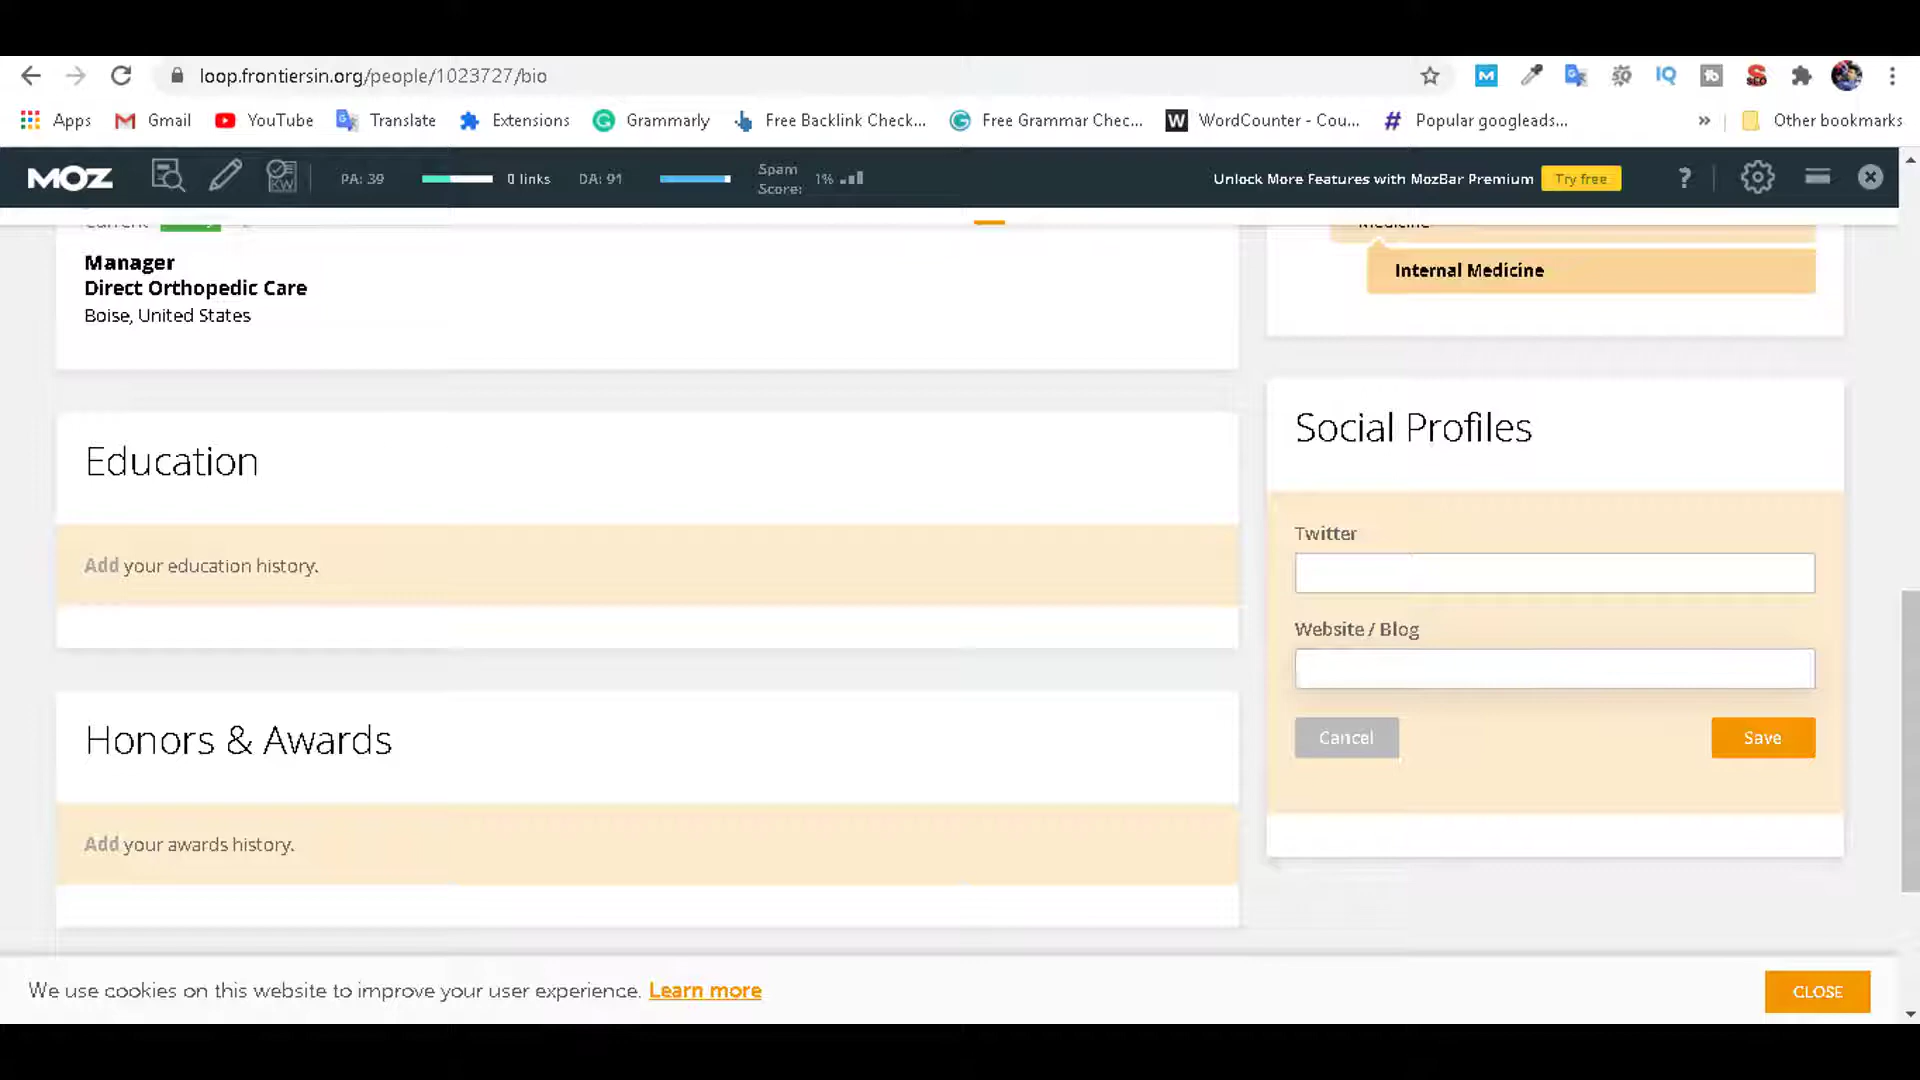 loop.frontiersin.org/people/1023727/bio
Apps Gmail YouTube Translate Extensions Grammarly Free Backlink Check... Free Grammar Chec... WordCounter - Cou... Popular googleads... » Other bookmarks
MOZ PA: 39 0 links DA: 91 Spam Score: 1% Unlock More Features with MozBar Premium Try free ?
Current
Medicine
Manager
Direct Orthopedic Care
Boise, United States
Internal Medicine
Education
Add your education history.
Honors & Awards
Add your awards history.
Social Profiles
Twitter
Website / Blog
Cancel Save
We use cookies on this website to improve your user experience. Learn more
CLOSE